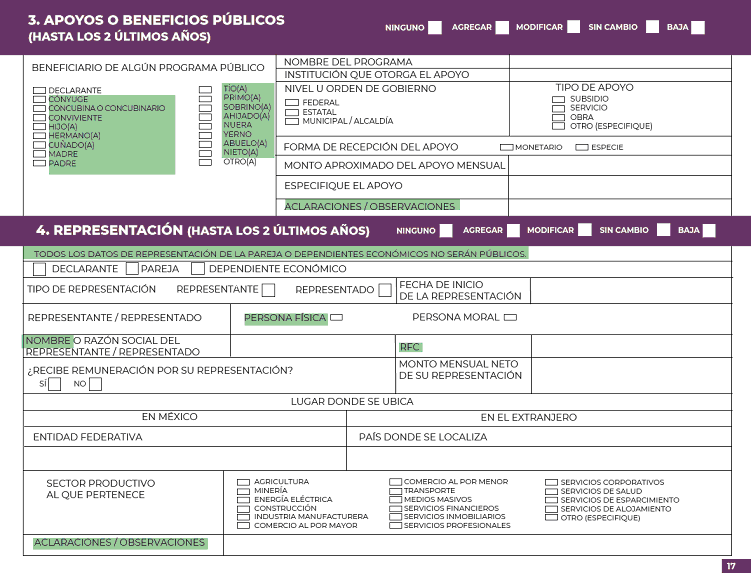 3. APOYOS O BENEFICIOS PÚBLICOS
(HASTA LOS 2 ÚLTIMOS AÑOS)
NINGUNO AGREGAR MODIFICAR SIN CAMBIO BAJA
BENEFICIARIO DE ALGÚN PROGRAMA PÚBLICO
DECLARANTE
CÓNYUGE
CONCUBINA O CONCUBINARIO
CONVIVIENTE
HIJO(A)
HERMANO(A)
CUÑADO(A)
MADRE
PADRE
TÍO(A)
PRIMO(A)
SOBRINO(A)
AHIJADO(A)
NUERA
YERNO
ABUELO(A)
NIETO(A)
OTRO(A)
NOMBRE DEL PROGRAMA
INSTITUCIÓN QUE OTORGA EL APOYO
NIVEL U ORDEN DE GOBIERNO
FEDERAL
ESTATAL
MUNICIPAL / ALCALDÍA
TIPO DE APOYO
SUBSIDIO
SERVICIO
OBRA
OTRO (ESPECIFIQUE)
FORMA DE RECEPCIÓN DEL APOYO MONETARIO ESPECIE
MONTO APROXIMADO DEL APOYO MENSUAL
ESPECIFIQUE EL APOYO
ACLARACIONES / OBSERVACIONES
4. REPRESENTACIÓN (HASTA LOS 2 ÚLTIMOS AÑOS)
NINGUNO AGREGAR MODIFICAR SIN CAMBIO BAJA
TODOS LOS DATOS DE REPRESENTACIÓN DE LA PAREJA O DEPENDIENTES ECONÓMICOS NO SERÁN PÚBLICOS.
DECLARANTE PAREJA DEPENDIENTE ECONÓMICO
TIPO DE REPRESENTACIÓN REPRESENTANTE REPRESENTADO
FECHA DE INICIO
DE LA REPRESENTACIÓN
REPRESENTANTE / REPRESENTADO PERSONA FÍSICA PERSONA MORAL
NOMBRE O RAZÓN SOCIAL DEL
REPRESENTANTE / REPRESENTADO
RFC
¿RECIBE REMUNERACIÓN POR SU REPRESENTACIÓN?
SÍ NO
MONTO MENSUAL NETO
DE SU REPRESENTACIÓN
LUGAR DONDE SE UBICA
EN MÉXICO EN EL EXTRANJERO
ENTIDAD FEDERATIVA PAÍS DONDE SE LOCALIZA
SECTOR PRODUCTIVO
AL QUE PERTENECE
AGRICULTURA
MINERÍA
ENERGÍA ELÉCTRICA
CONSTRUCCIÓN
INDUSTRIA MANUFACTURERA
COMERCIO AL POR MAYOR
COMERCIO AL POR MENOR
TRANSPORTE
MEDIOS MASIVOS
SERVICIOS FINANCIEROS
SERVICIOS INMOBILIARIOS
SERVICIOS PROFESIONALES
SERVICIOS CORPORATIVOS
SERVICIOS DE SALUD
SERVICIOS DE ESPARCIMIENTO
SERVICIOS DE ALOJAMIENTO
OTRO (ESPECIFIQUE)
ACLARACIONES / OBSERVACIONES
17